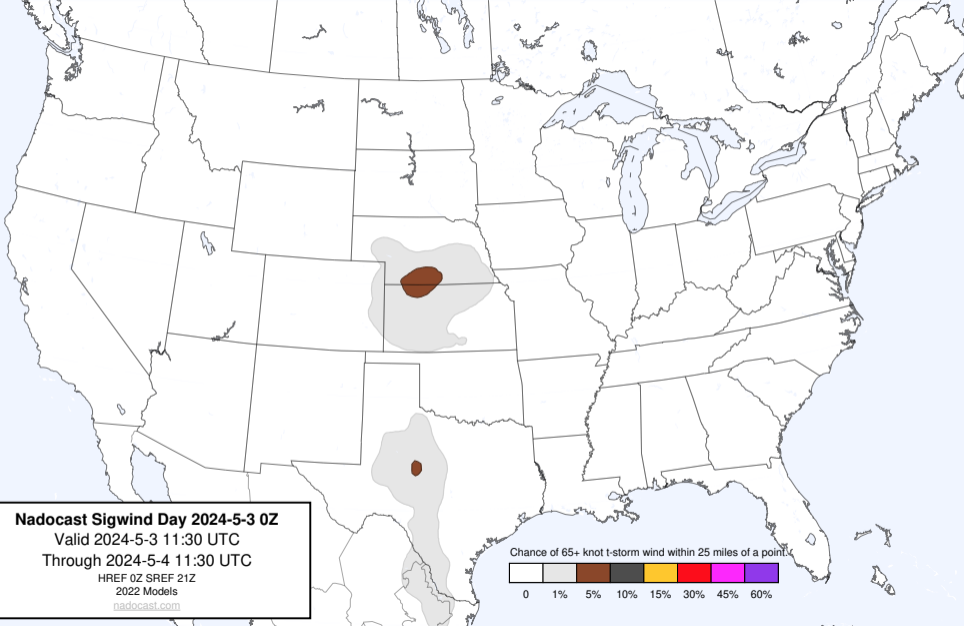 Nadocast Sigwind Day 2024-5-3 0Z
Valid 2024-5-3 11:30 UTC
Through 2024-5-4 11:30 UTC
HREF 0Z SREF 21Z
2022 Models
nadocast.com
Chance of 65+ knot t-storm wind within 25 miles of a point.
0 1% 5% 10% 15% 30% 45% 60%